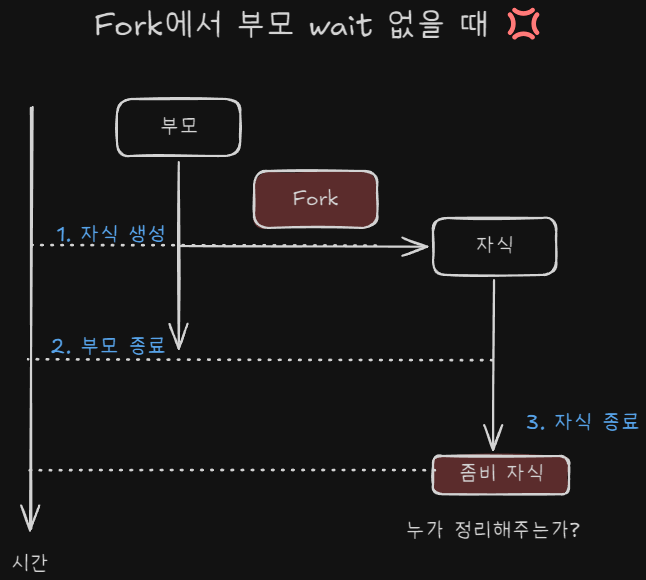 Fork에서 부모 wait 없을 때
부모
Fork
1. 자식 생성
자식
2. 부모 종료
3. 자식 종료
좀비 자식
누가 정리해주는가?
시간